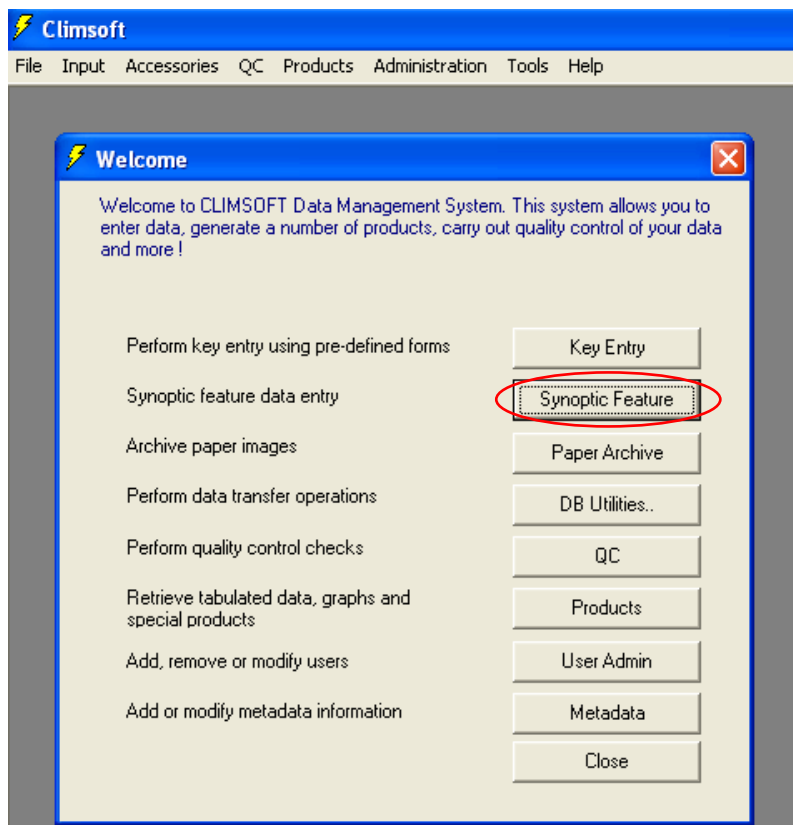 Climsoft
File Input Accessories QC Products Administration Tools Help
Welcome
Welcome to CLIMSOFT Data Management System. This system allows you to
enter data, generate a number of products, carry out quality control of your data
and more !
Perform key entry using pre-defined forms Key Entry
Synoptic feature data entry Synoptic Feature
Archive paper images Paper Archive
Perform data transfer operations DB Utilities..
Perform quality control checks QC
Retrieve tabulated data, graphs and
special products Products
Add, remove or modify users User Admin
Add or modify metadata information Metadata
Close